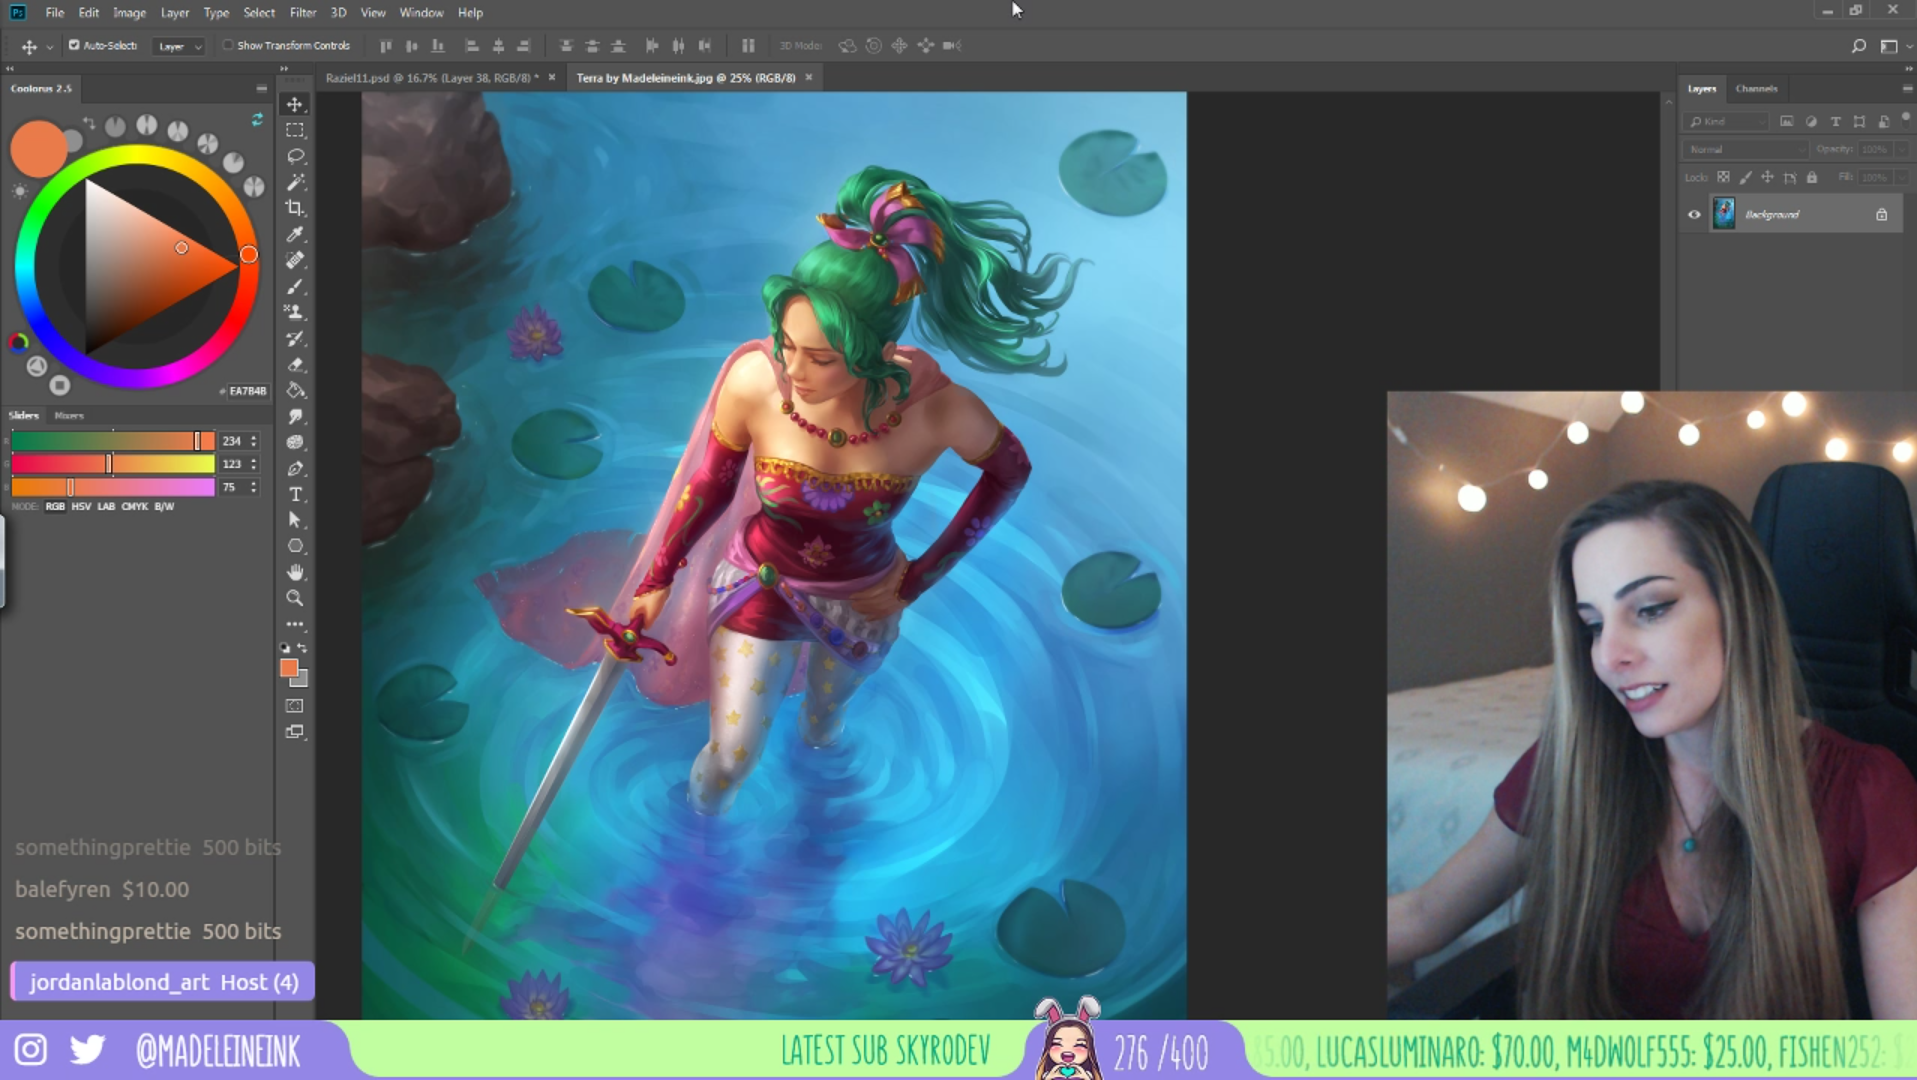 Ps File Edit Image Layer Type Select Filter 3D View Window Help
Auto-Select: Layer Show Transform Controls 3D Mode:
Raziel11.psd @ 16.7% (Layer 38, RGB/8) * × Terra by Madeleineink.jpg @ 25% (RGB/8) ×
Coolorus 2.5
# EA7B4B
Sliders Mixers
234
123
75
MODE: RGB HSV LAB CMYK B/W
Layers Channels
Kind
Normal Opacity: 100%
Lock: Fill: 100%
Background
somethingprettie 500 bits
balefyren $10.00
somethingprettie 500 bits
jordanlablond_art Host (4)
@MADELEINEINK LATEST SUB SKYRODEV 276 /400 5.00, LUCASLUMINARO: $70.00, M4DWOLF555: $25.00, FISHEN252: